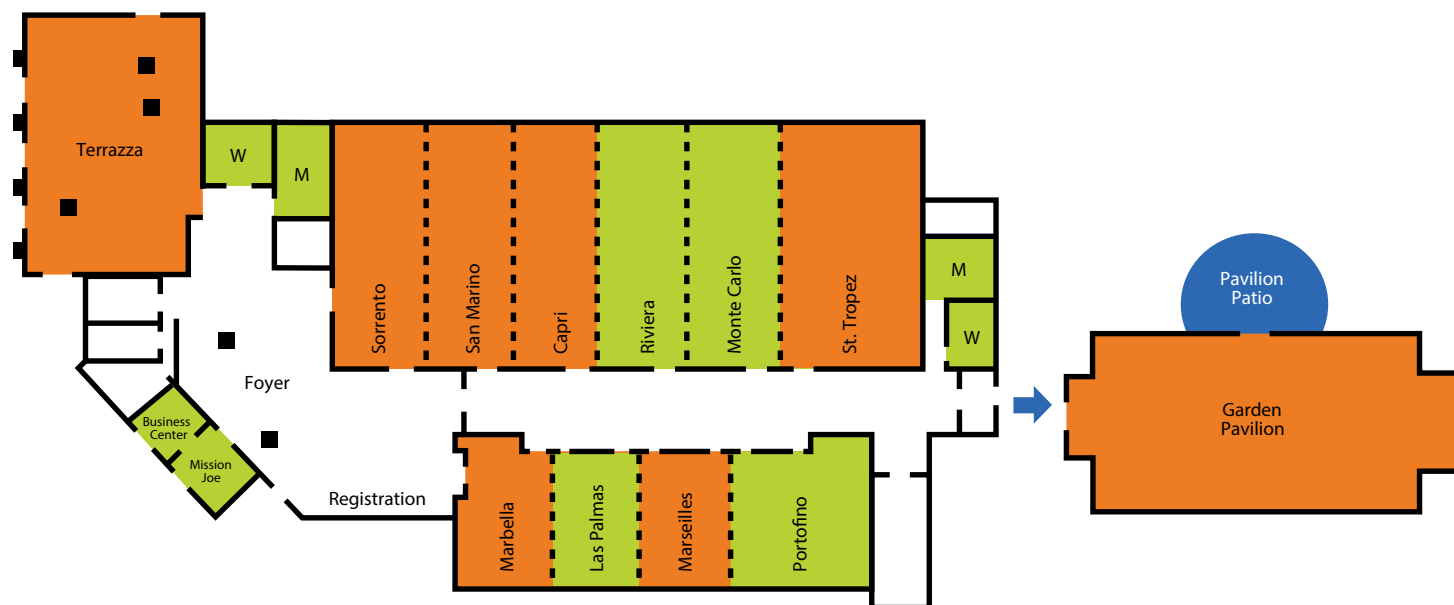 Terrazza
W
M
Sorrento
San Marino
Capri
Riviera
Monte Carlo
St. Tropez
M
W
Pavilion
Patio
Garden
Pavilion
Foyer
Business
Center
Mission
Joe
Registration
Marbella
Las Palmas
Marseilles
Portofino